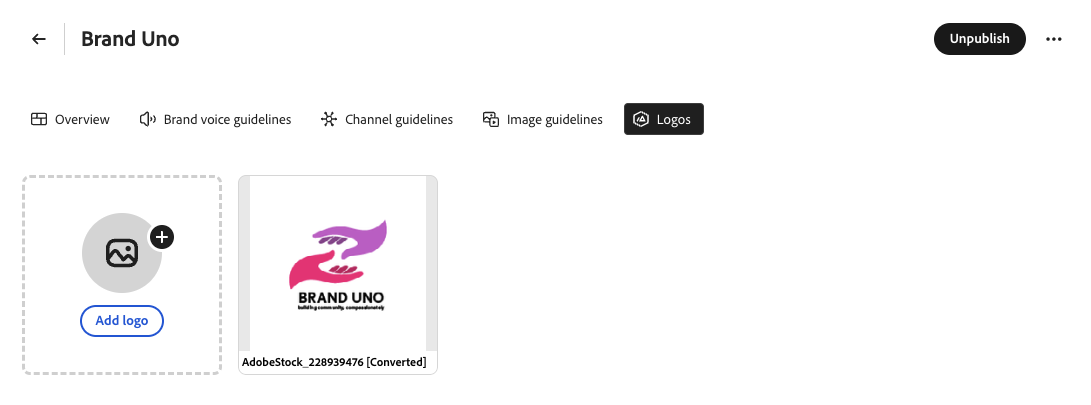 Brand Uno
Unpublish
Overview
Brand voice guidelines
Channel guidelines
Image guidelines
Logos
Add logo
BRAND UNO
building community, compassionately
AdobeStock_228939476 [Converted]